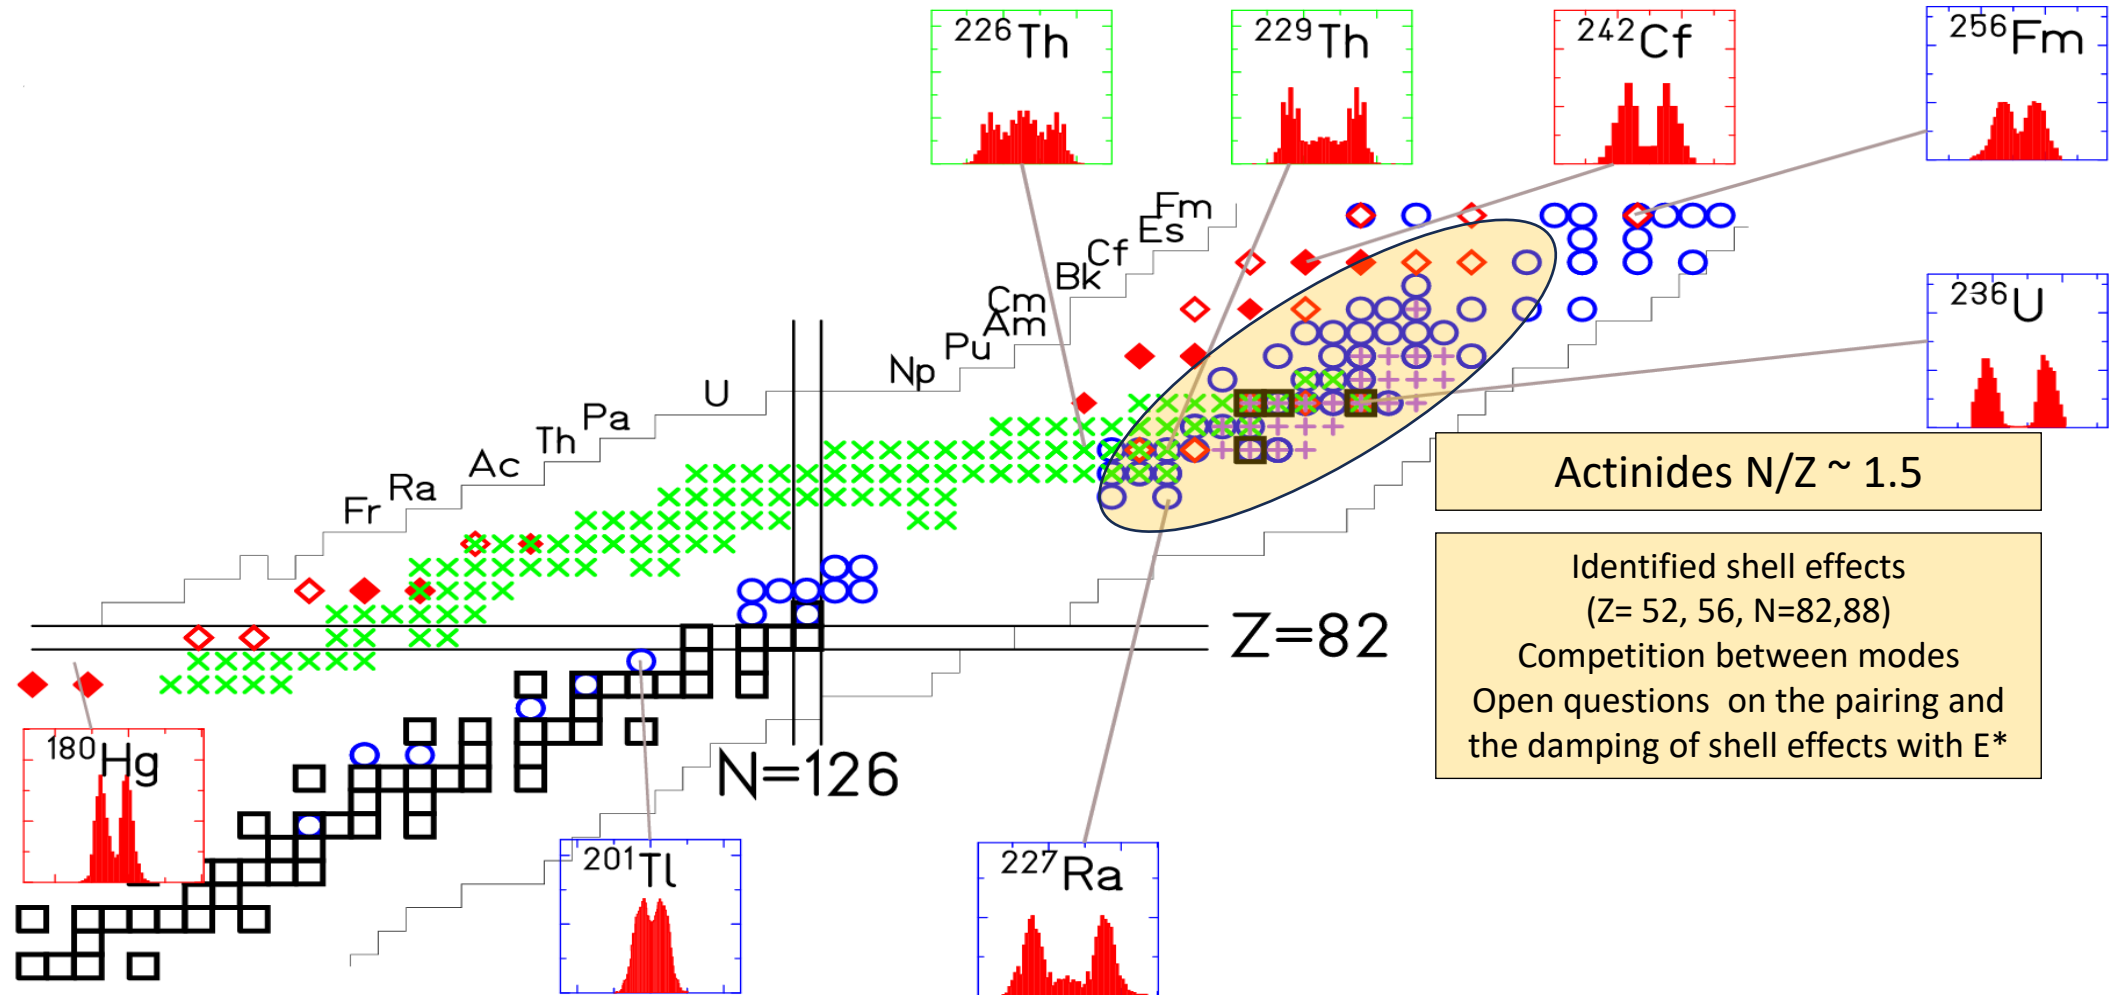 ²²⁶Th
²²⁹Th
²⁴²Cf
²⁵⁶Fm
Fm
Es
Cf
Bk
Cm
Am
Pu
Np
U
Pa
Th
Ac
Ra
Fr
²³⁶U
Actinides N/Z ~ 1.5
Identified shell effects
(Z= 52, 56, N=82,88)
Competition between modes
Open questions on the pairing and
the damping of shell effects with E*
Z=82
N=126
¹⁸⁰Hg
²⁰¹Tl
²²⁷Ra